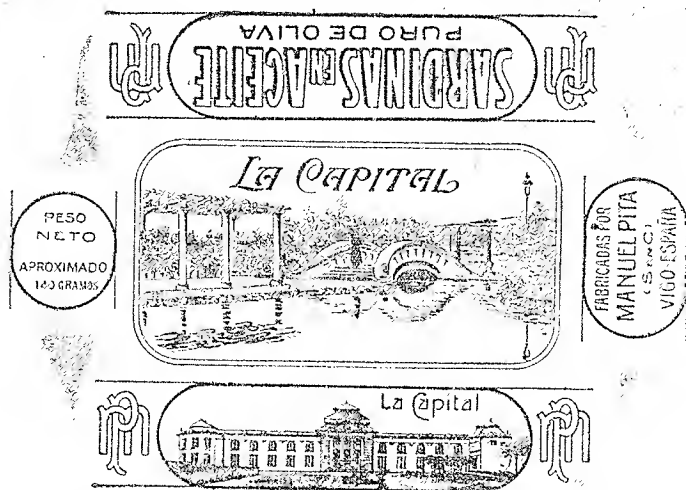 SARDINAS EN ACEITE
PURO DE OLIVA
LA CAPITAL
PESO
NETO
APROXIMADO
140 GRAMOS
FABRICADAS POR
MANUEL PITA
(S. en C.)
VIGO-ESPAÑA
La Capital